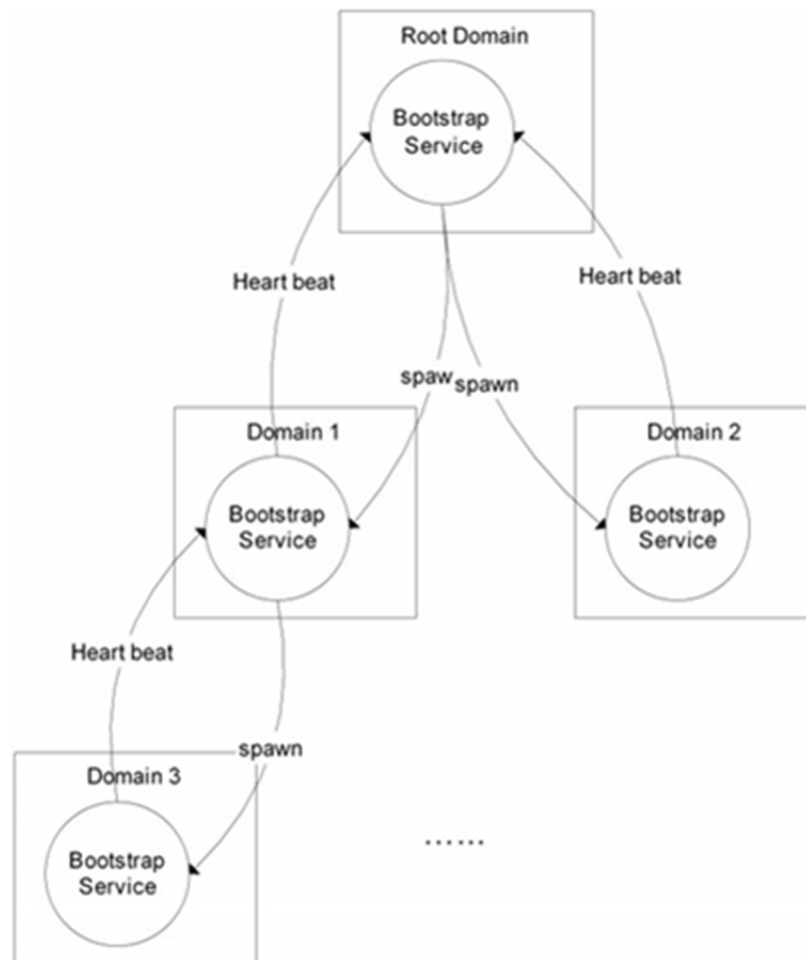 Root Domain
Bootstrap
Service
Heart beat
Heart beat
spaw
spawn
Domain 1
Bootstrap
Service
Domain 2
Bootstrap
Service
Heart beat
spawn
Domain 3
Bootstrap
Service
......